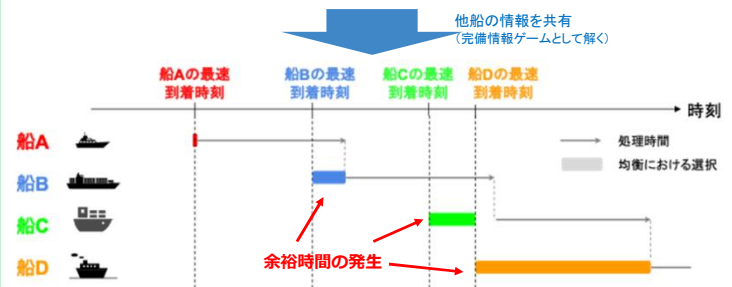 他船の情報を共有
（完備情報ゲームとして解く）
船Aの最速
到着時刻
船Bの最速
到着時刻
船Cの最速
到着時刻
船Dの最速
到着時刻
時刻
船A
処理時間
均衡における選択
船B
船C
余裕時間の発生
船D